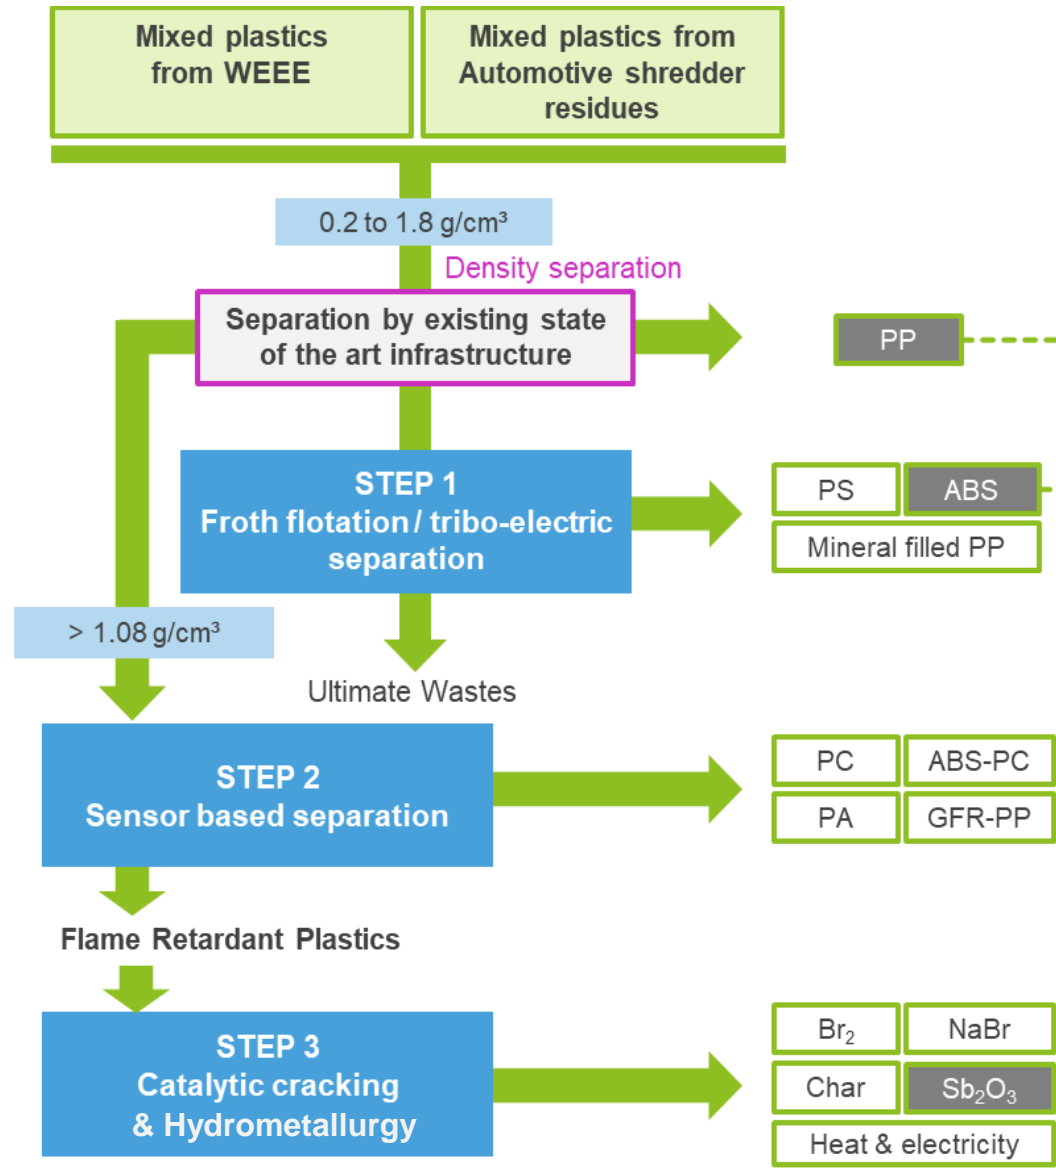 Mixed plastics
from WEEE
Mixed plastics from
Automotive shredder
residues
0.2 to 1.8 g/cm³
Density separation
Separation by existing state
of the art infrastructure
PP
STEP 1
Froth flotation / tribo-electric
separation
PS
ABS
Mineral filled PP
> 1.08 g/cm³
Ultimate Wastes
STEP 2
Sensor based separation
PC
ABS-PC
PA
GFR-PP
Flame Retardant Plastics
STEP 3
Catalytic cracking
& Hydrometallurgy
Br₂
NaBr
Char
Sb₂O₃
Heat & electricity